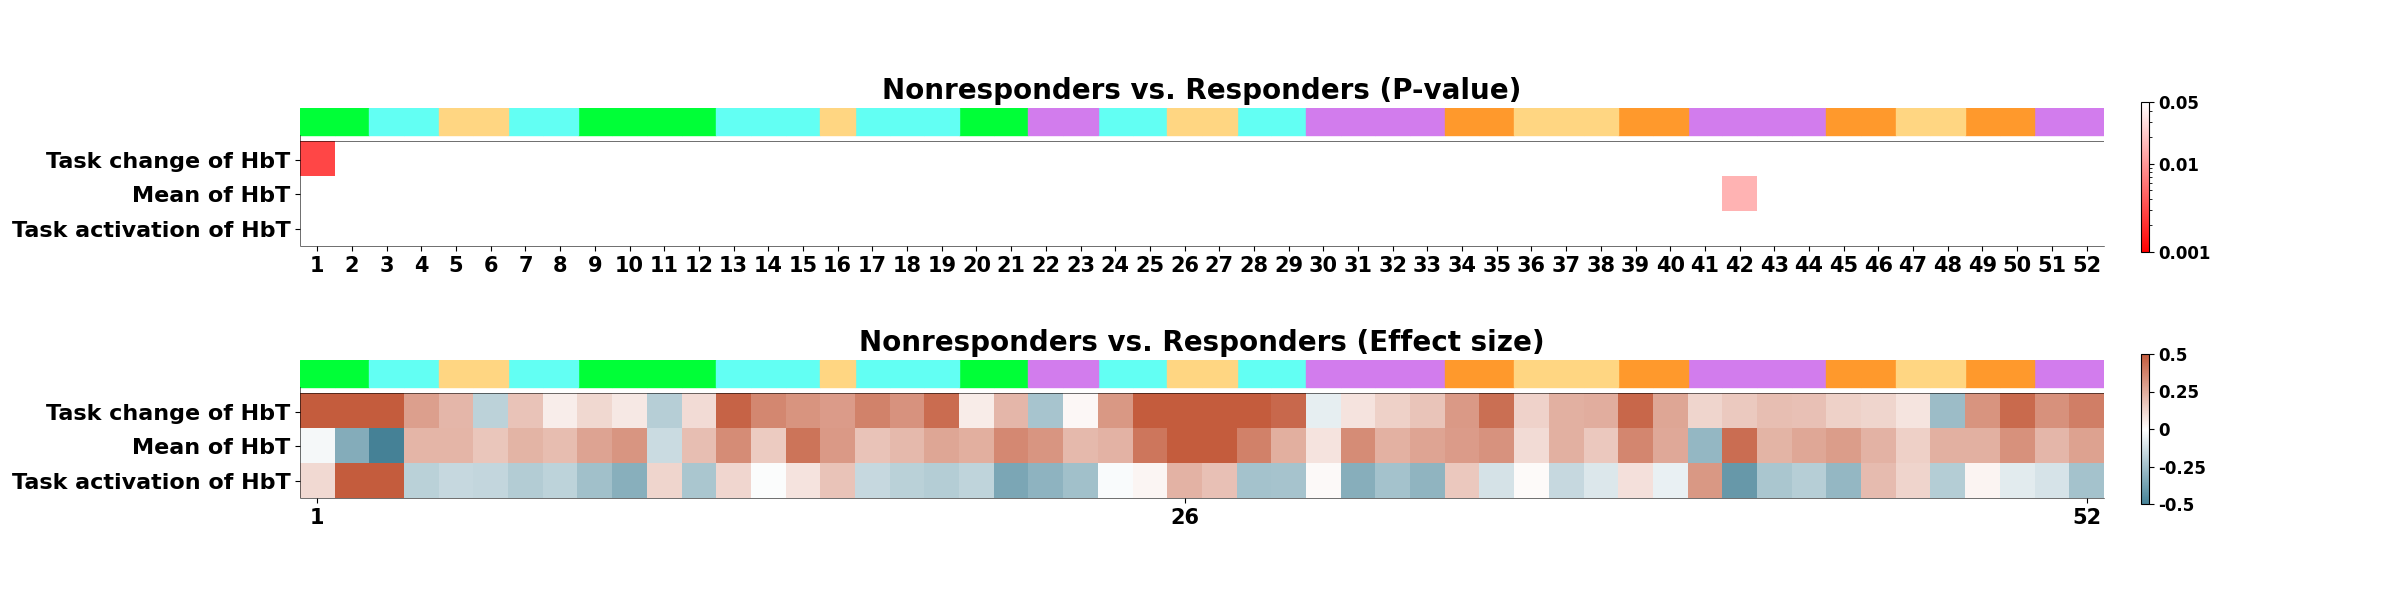 Nonresponders vs. Responders (P-value)
Task change of HbT
Mean of HbT
Task activation of HbT
1 2 3 4 5 6 7 8 9 10 11 12 13 14 15 16 17 18 19 20 21 22 23 24 25 26 27 28 29 30 31 32 33 34 35 36 37 38 39 40 41 42 43 44 45 46 47 48 49 50 51 52
0.05
0.01
0.001
Nonresponders vs. Responders (Effect size)
Task change of HbT
Mean of HbT
Task activation of HbT
1 26 52
0.5
0.25
0
-0.25
-0.5